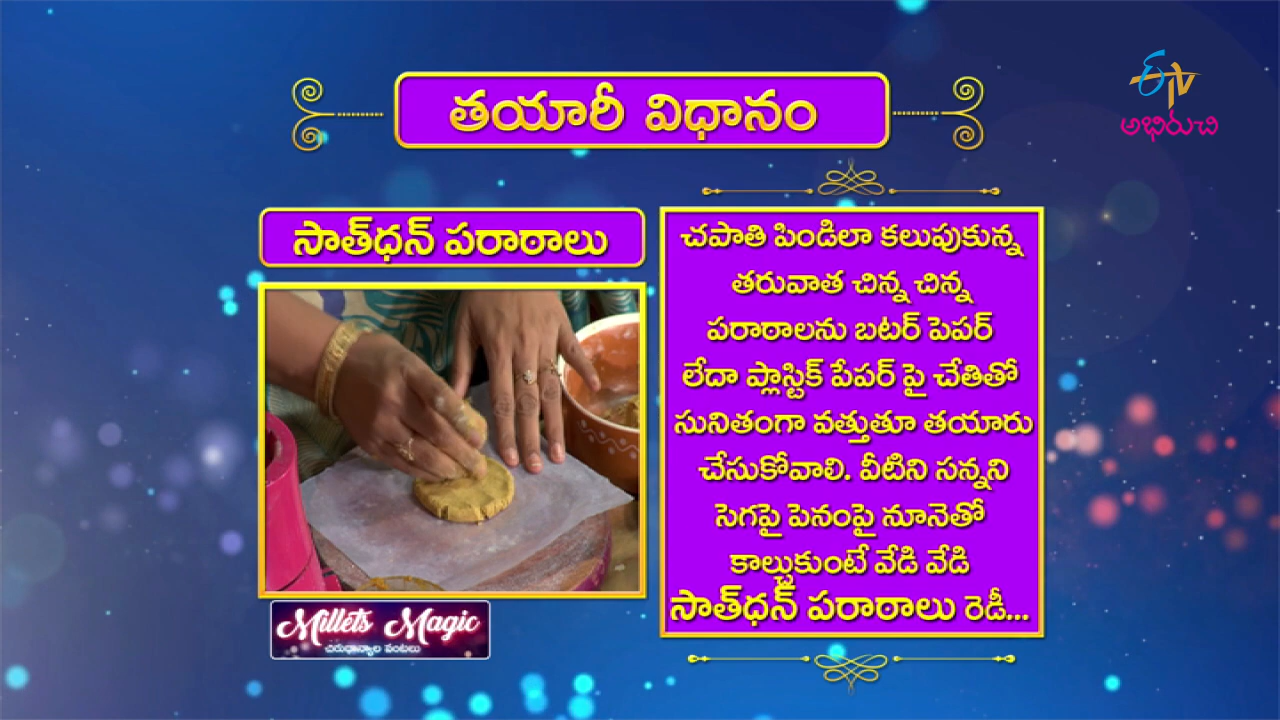 తయారీ విధానం
etv
అభిరుచి
సాత్‌ధన్ పరాఠాలు
చపాతి పిండిలా కలుపుకున్న
తరువాత చిన్న చిన్న
పరాఠాలను బటర్ పెపర్
లేదా ప్లాస్టిక్ పేపర్ పై చేతితో
సునితంగా వత్తుతూ తయారు
చేసుకోవాలి. వీటిని సన్నని
సెగపై పెనంపై నూనెతో
కాల్చుకుంటే వేడి వేడి
సాత్‌ధన్ పరాఠాలు రెడీ...
Millets Magic
చిరుధాన్యాల వంటలు